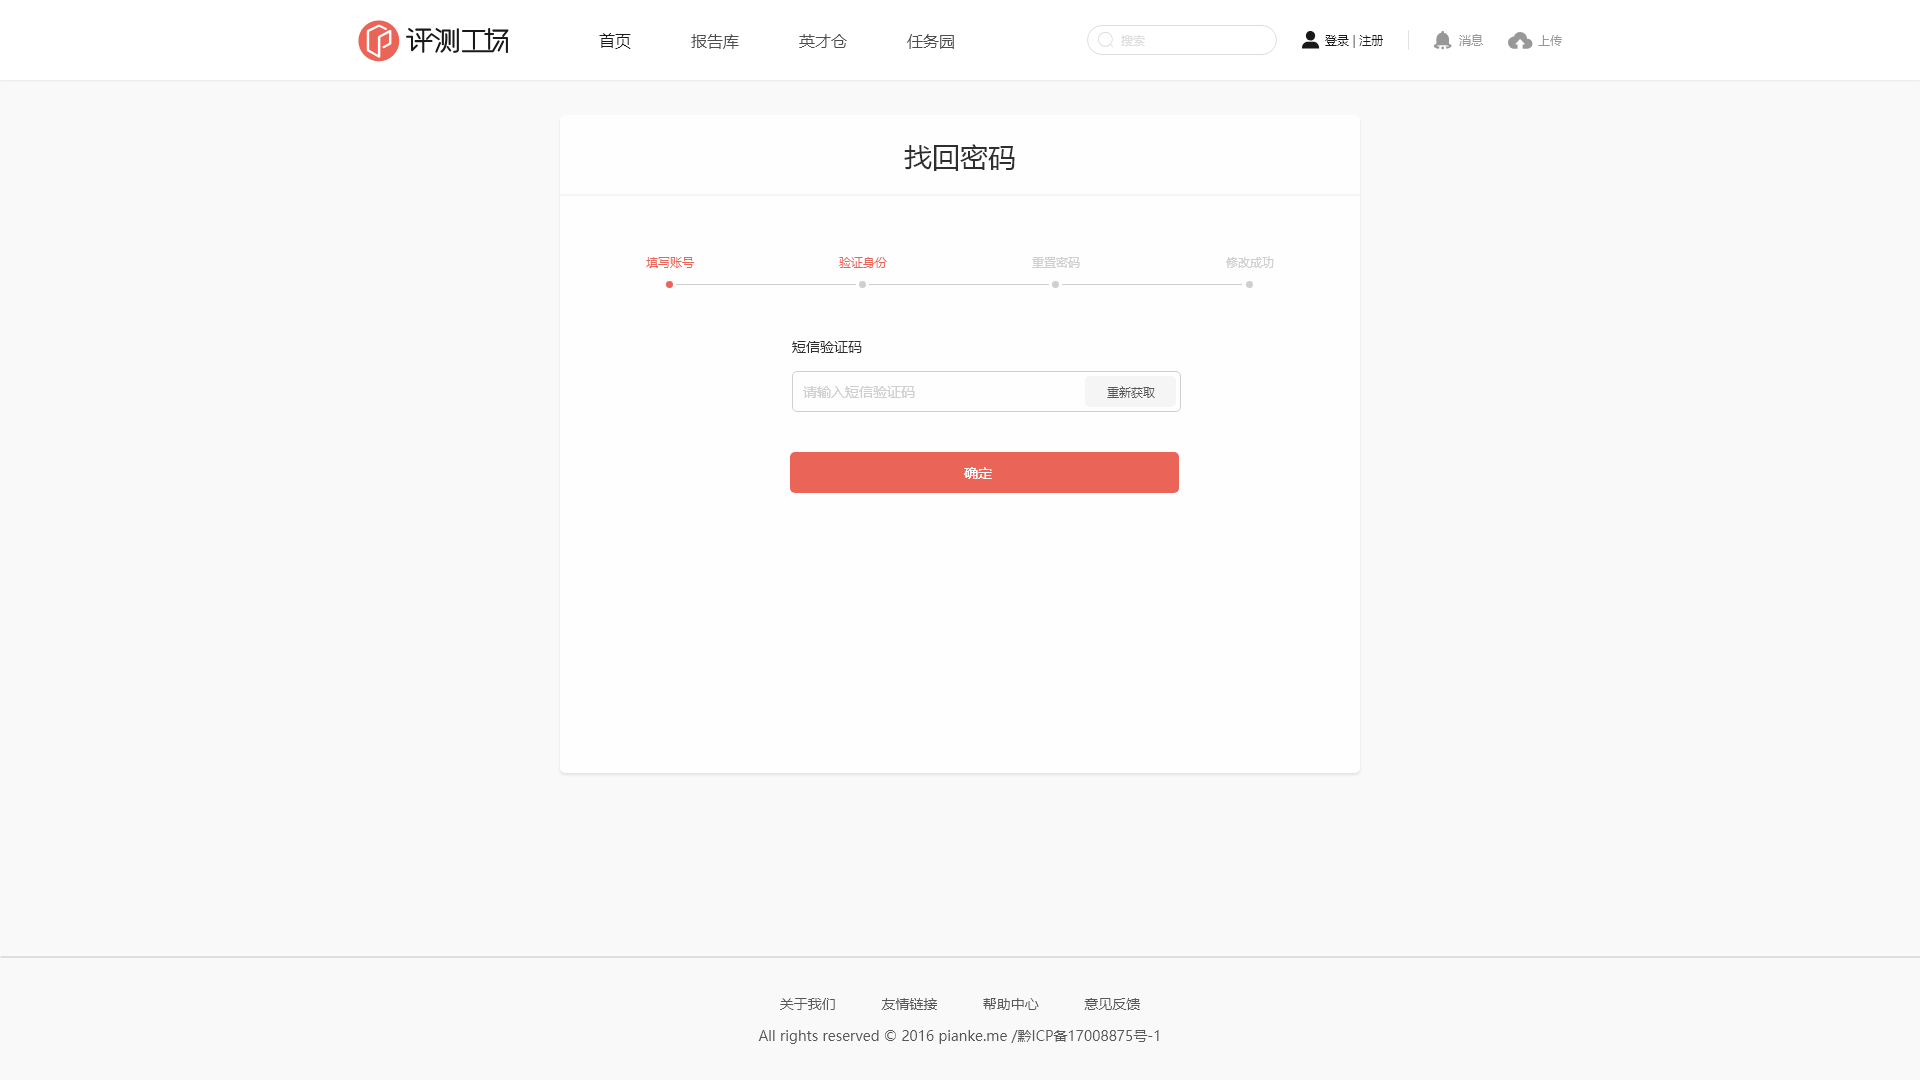 评测工场
首页 报告库 英才仓 任务园 搜索 登录 | 注册 消息 上传
找回密码
填写账号 验证身份 重置密码 修改成功
短信验证码
请输入短信验证码 重新获取
确定
关于我们 友情链接 帮助中心 意见反馈
All rights reserved © 2016 pianke.me /黔ICP备17008875号-1